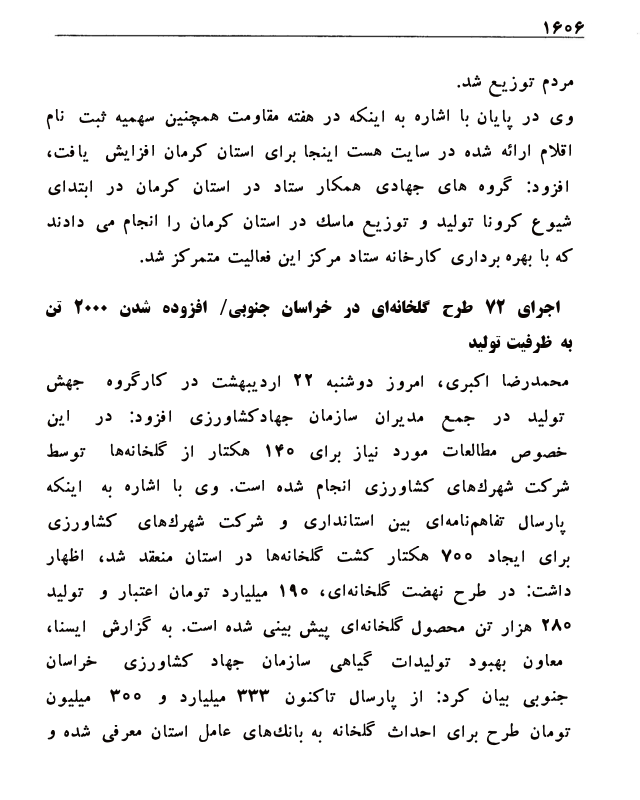 ۱۶۰۶
مردم توزیع شد.
وی در پایان با اشاره به اینکه در هفته مقاومت همچنین سهمیه ثبت نام
اقلام ارائه شده در سایت هست اینجا برای استان کرمان افزایش یافت،
افزود: گروه های جهادی همکار ستاد در استان کرمان در ابتدای
شیوع کرونا تولید و توزیع ماسک در استان کرمان را انجام می دادند
که با بهره برداری کارخانه ستاد مرکز این فعالیت متمرکز شد.
اجرای ۷۲ طرح گلخانه‌ای در خراسان جنوبی/ افزوده شدن ۲۰۰۰ تن
به ظرفیت تولید
محمدرضا اکبری، امروز دوشنبه ۲۲ اردیبهشت در کارگروه جهش
تولید در جمع مدیران سازمان جهادکشاورزی افزود: در این
خصوص مطالعات مورد نیاز برای ۱۴۰ هکتار از گلخانه‌ها توسط
شرکت شهرک‌های کشاورزی انجام شده است. وی با اشاره به اینکه
پارسال تفاهم‌نامه‌ای بین استانداری و شرکت شهرک‌های کشاورزی
برای ایجاد ۷۰۰ هکتار کشت گلخانه‌ها در استان منعقد شد، اظهار
داشت: در طرح نهضت گلخانه‌ای، ۱۹۰ میلیارد تومان اعتبار و تولید
۲۸۰ هزار تن محصول گلخانه‌ای پیش بینی شده است. به گزارش ایسنا،
معاون بهبود تولیدات گیاهی سازمان جهاد کشاورزی خراسان
جنوبی بیان کرد: از پارسال تاکنون ۳۳۳ میلیارد و ۳۰۰ میلیون
تومان طرح برای احداث گلخانه به بانک‌های عامل استان معرفی شده و